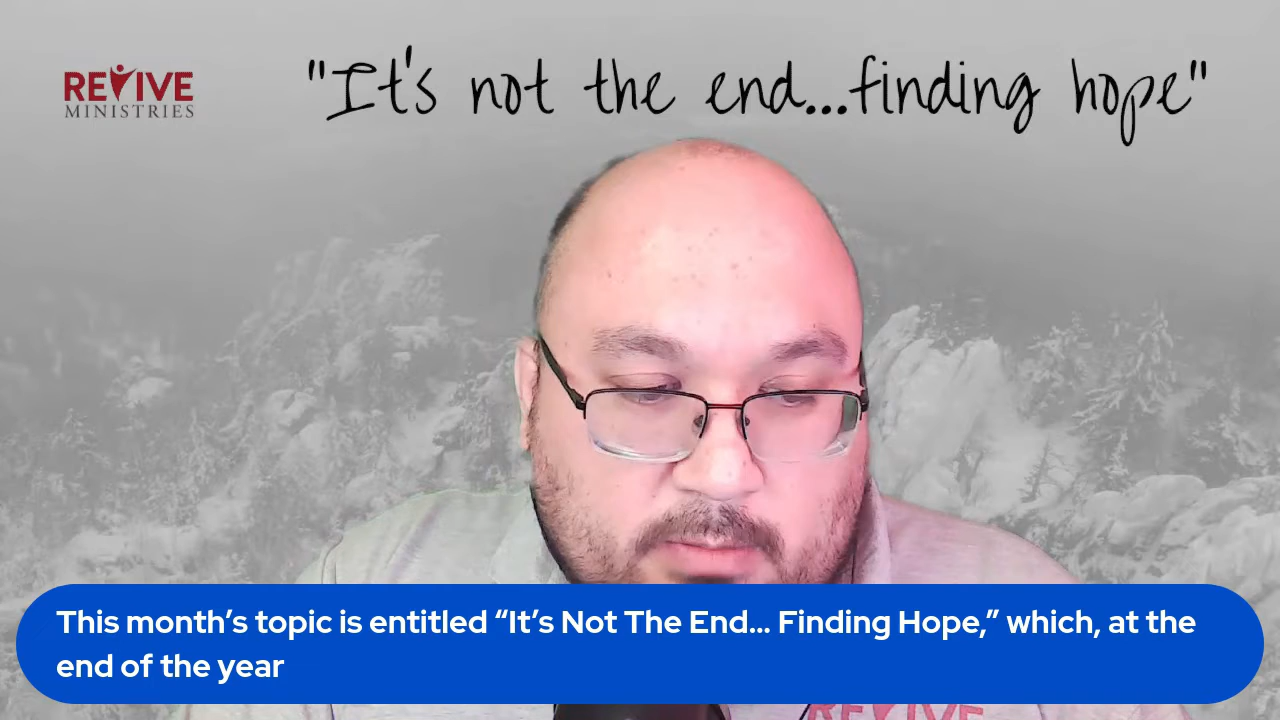 REVIVE
MINISTRIES
"It's not the end...finding hope"
This month’s topic is entitled “It’s Not The End... Finding Hope,” which, at the
end of the year
REVIVE